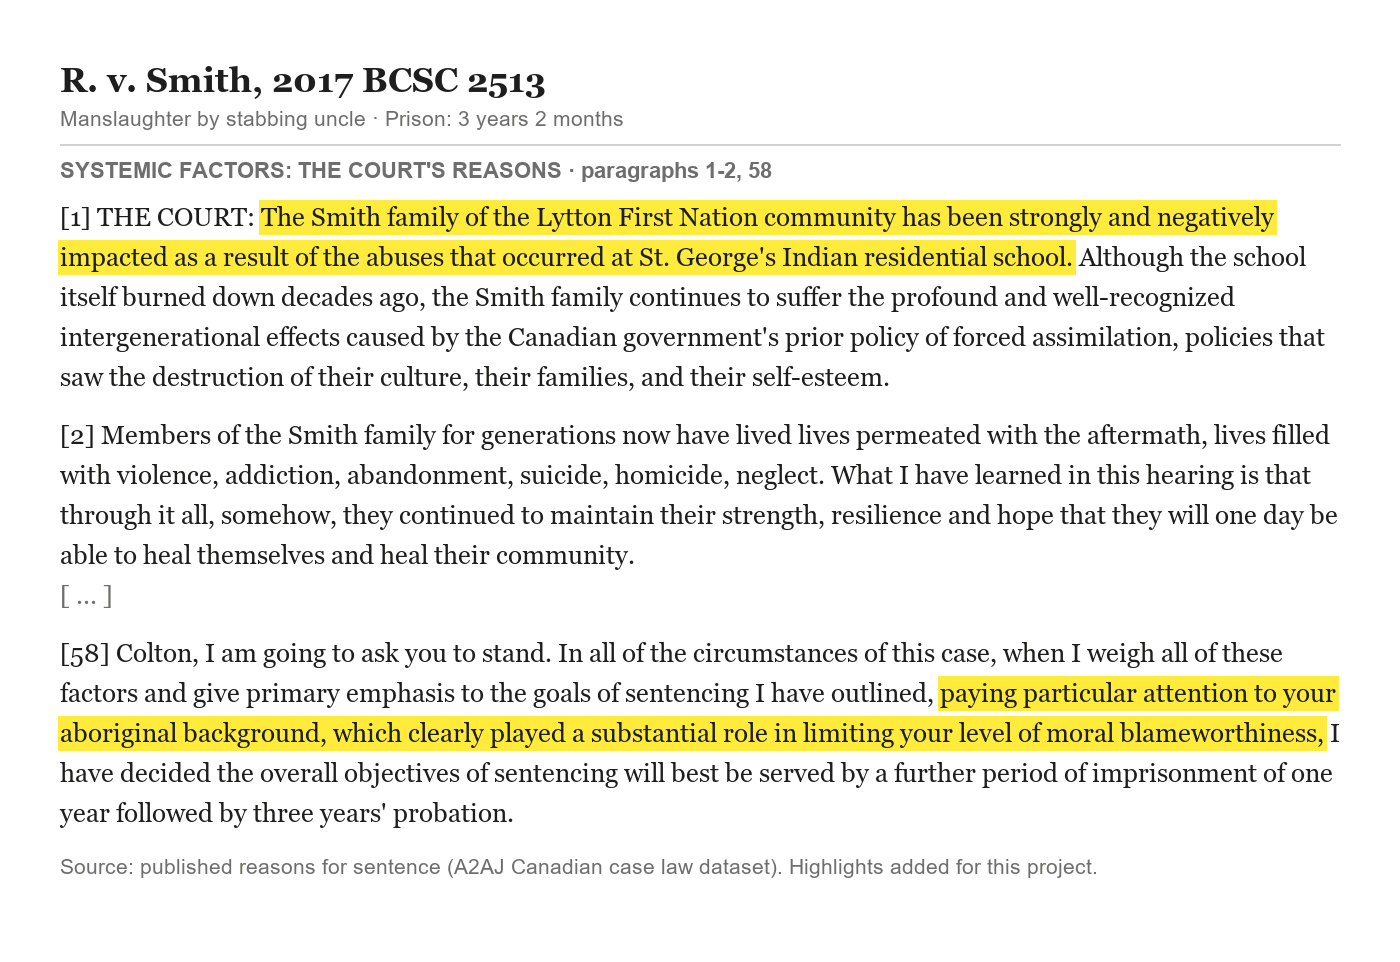 R. v. Smith, 2017 BCSC 2513
Manslaughter by stabbing uncle · Prison: 3 years 2 months
SYSTEMIC FACTORS: THE COURT'S REASONS · paragraphs 1-2, 58
[1] THE COURT: The Smith family of the Lytton First Nation community has been strongly and negatively
impacted as a result of the abuses that occurred at St. George's Indian residential school. Although the school
itself burned down decades ago, the Smith family continues to suffer the profound and well-recognized
intergenerational effects caused by the Canadian government's prior policy of forced assimilation, policies that
saw the destruction of their culture, their families, and their self-esteem.
[2] Members of the Smith family for generations now have lived lives permeated with the aftermath, lives filled
with violence, addiction, abandonment, suicide, homicide, neglect. What I have learned in this hearing is that
through it all, somehow, they continued to maintain their strength, resilience and hope that they will one day be
able to heal themselves and heal their community.
[ ... ]
[58] Colton, I am going to ask you to stand. In all of the circumstances of this case, when I weigh all of these
factors and give primary emphasis to the goals of sentencing I have outlined, paying particular attention to your
aboriginal background, which clearly played a substantial role in limiting your level of moral blameworthiness, I
have decided the overall objectives of sentencing will best be served by a further period of imprisonment of one
year followed by three years' probation.
Source: published reasons for sentence (A2AJ Canadian case law dataset). Highlights added for this project.